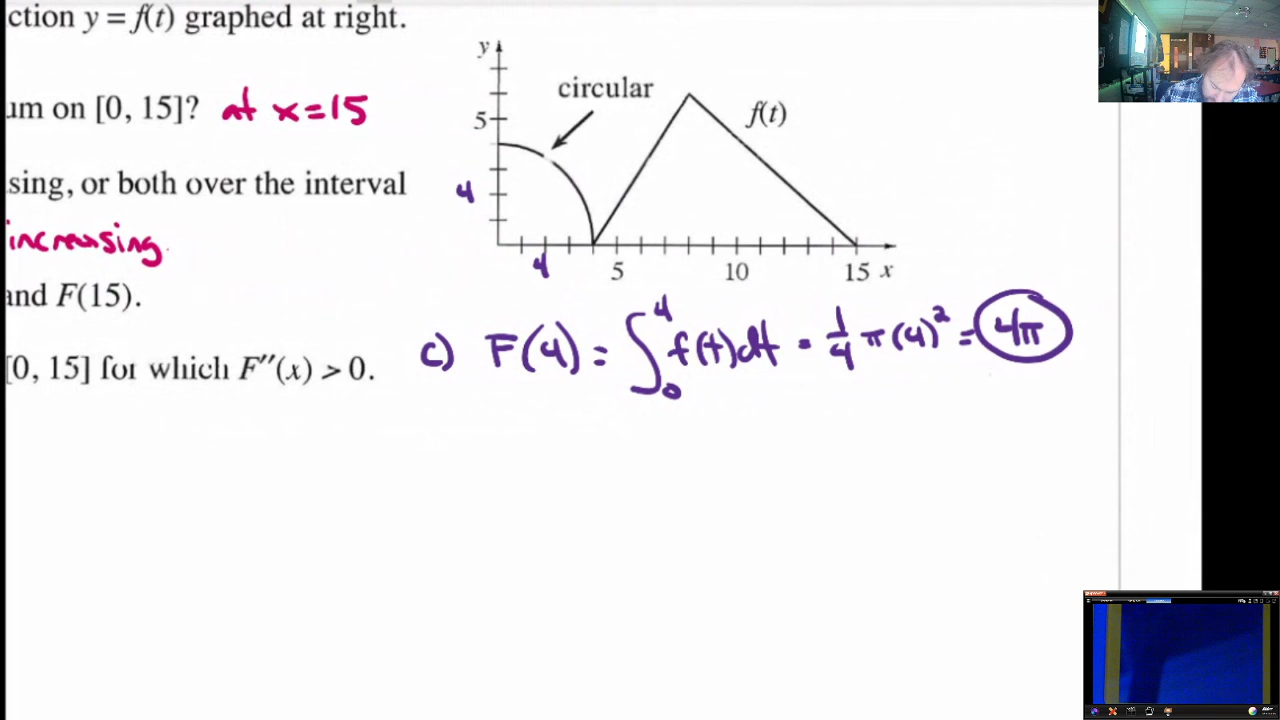 ction y = f(t) graphed at right.
um on [0, 15]? at x=15
sing, or both over the interval
increasing.
and F(15).
[0, 15] for which F″(x) > 0.
y
circular
f(t)
5
4
4
5 10 15 x
c) F(4) = ∫₀⁴ f(t)dt = 1/4 π(4)² = 4π